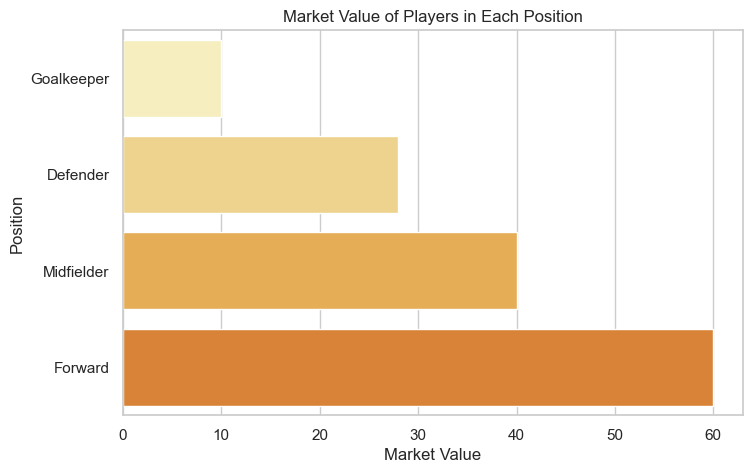 Market Value of Players in Each Position
Goalkeeper
Defender
Midfielder
Forward
Position
0 10 20 30 40 50 60
Market Value